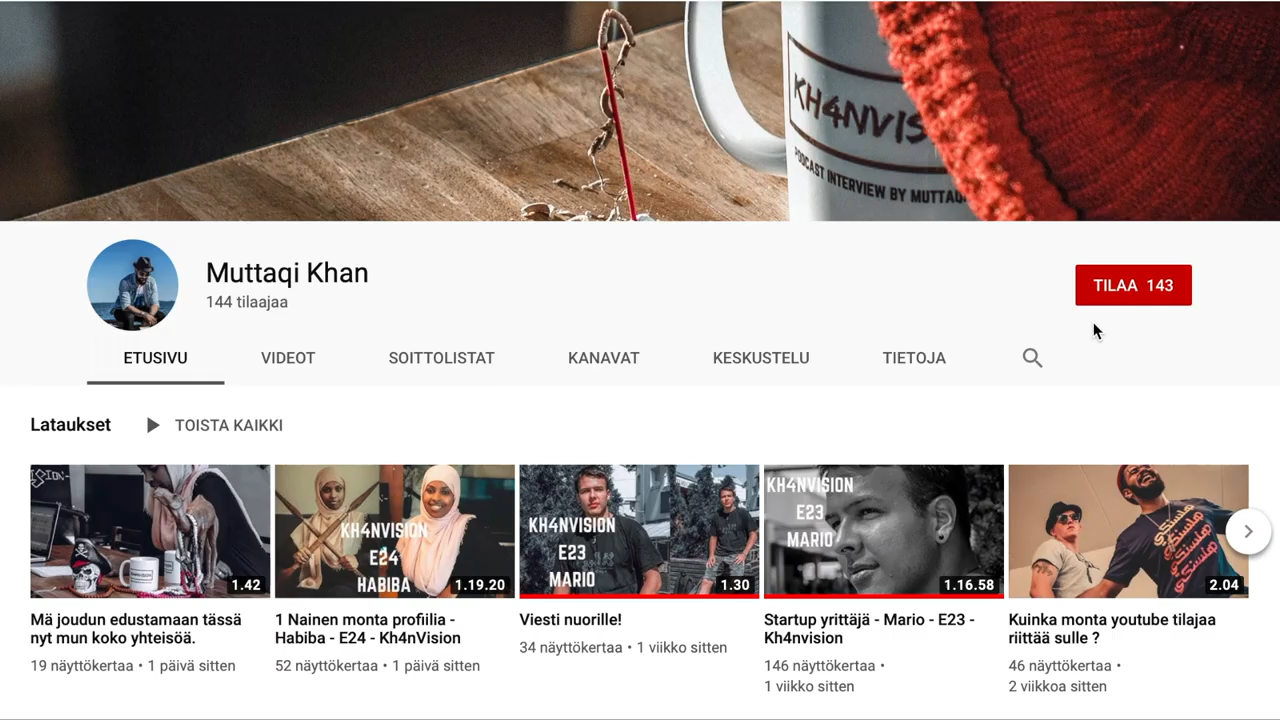 KH4NVIS
PODCAST INTERVIEW BY MUTTAQ
Muttaqi Khan
144 tilaajaa
TILAA 143
ETUSIVU VIDEOT SOITTOLISTAT KANAVAT KESKUSTELU TIETOJA
Lataukset TOISTA KAIKKI
1.42
KH4NVISION
E24
HABIBA
1.19.20
KH4NVISION
E23
MARIO
1.30
KH4NVISION
E23
MARIO
1.16.58
2.04
Mä joudun edustamaan tässä
nyt mun koko yhteisöä.
19 näyttökertaa • 1 päivä sitten
1 Nainen monta profiilia -
Habiba - E24 - Kh4nVision
52 näyttökertaa • 1 päivä sitten
Viesti nuorille!
34 näyttökertaa • 1 viikko sitten
Startup yrittäjä - Mario - E23 -
Kh4nvision
146 näyttökertaa •
1 viikko sitten
Kuinka monta youtube tilajaa
riittää sulle ?
46 näyttökertaa •
2 viikkoa sitten